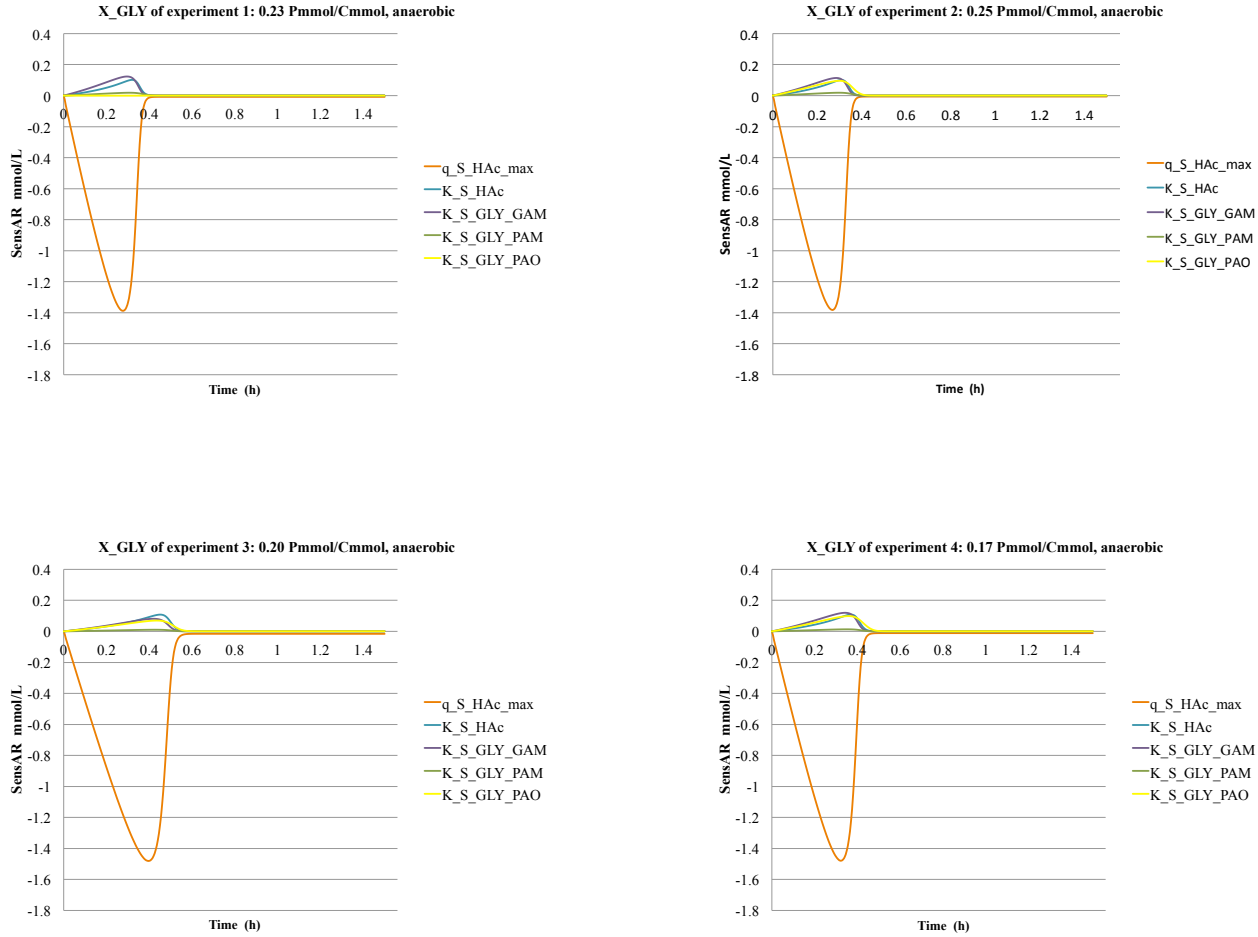 X_GLY of experiment 1: 0.23 Pmmol/Cmmol, anaerobic
0.4
0.2
0
-0.2
-0.4
-0.6
-0.8
-1
-1.2
-1.4
-1.6
-1.8
0 0.2 0.4 0.6 0.8 1 1.2 1.4
SensAR mmol/L
Time (h)
q_S_HAc_max
K_S_HAc
K_S_GLY_GAM
K_S_GLY_PAM
K_S_GLY_PAO
X_GLY of experiment 2: 0.25 Pmmol/Cmmol, anaerobic
0.4
0.2
0
-0.2
-0.4
-0.6
-0.8
-1
-1.2
-1.4
-1.6
-1.8
0 0.2 0.4 0.6 0.8 1 1.2 1.4
SensAR mmol/L
Time (h)
q_S_HAc_max
K_S_HAc
K_S_GLY_GAM
K_S_GLY_PAM
K_S_GLY_PAO
X_GLY of experiment 3: 0.20 Pmmol/Cmmol, anaerobic
0.4
0.2
0
-0.2
-0.4
-0.6
-0.8
-1
-1.2
-1.4
-1.6
-1.8
0 0.2 0.4 0.6 0.8 1 1.2 1.4
SensAR mmol/L
Time (h)
q_S_HAc_max
K_S_HAc
K_S_GLY_GAM
K_S_GLY_PAM
K_S_GLY_PAO
X_GLY of experiment 4: 0.17 Pmmol/Cmmol, anaerobic
0.4
0.2
0
-0.2
-0.4
-0.6
-0.8
-1
-1.2
-1.4
-1.6
-1.8
0 0.2 0.4 0.6 0.8 1 1.2 1.4
SensAR mmol/L
Time (h)
q_S_HAc_max
K_S_HAc
K_S_GLY_GAM
K_S_GLY_PAM
K_S_GLY_PAO